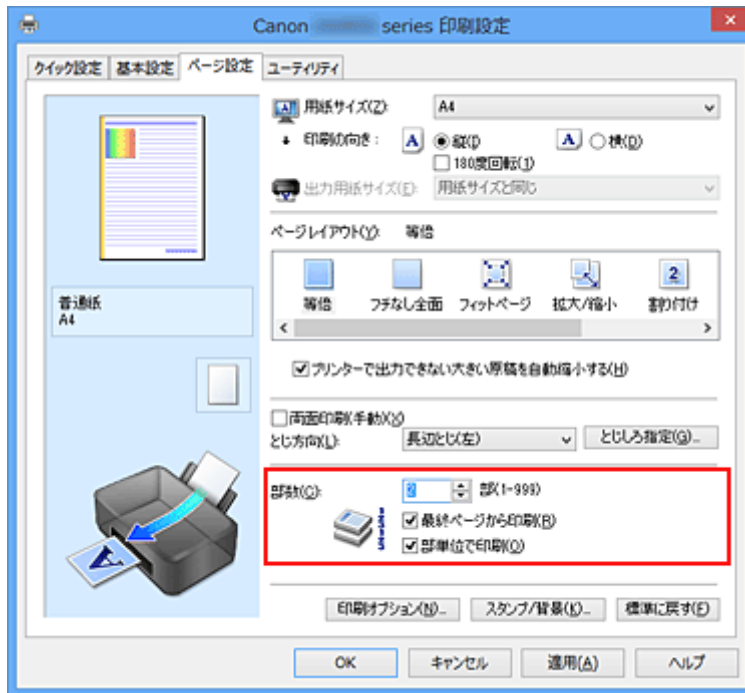 Canon series 印刷設定
クイック設定 基本設定 ページ設定 ユーティリティ
用紙サイズ(Z): A4
印刷の向き: A 縦(I) A 横(D)
180度回転(1)
出力用紙サイズ(E): 用紙サイズと同じ
ページレイアウト(Y): 等倍
等倍 フチなし全面 フィットページ 拡大/縮小 2 割り付け
普通紙
A4
プリンターで出力できない大きい原稿を自動縮小する(H)
両面印刷(手動)(X)
とじ方向(L): 長辺とじ(左) とじしろ指定(G)...
部数(C): 2 部(1-999)
最終ページから印刷(R)
部単位で印刷(O)
A
印刷オプション(N)... スタンプ/背景(K)... 標準に戻す(F)
OK キャンセル 適用(A) ヘルプ